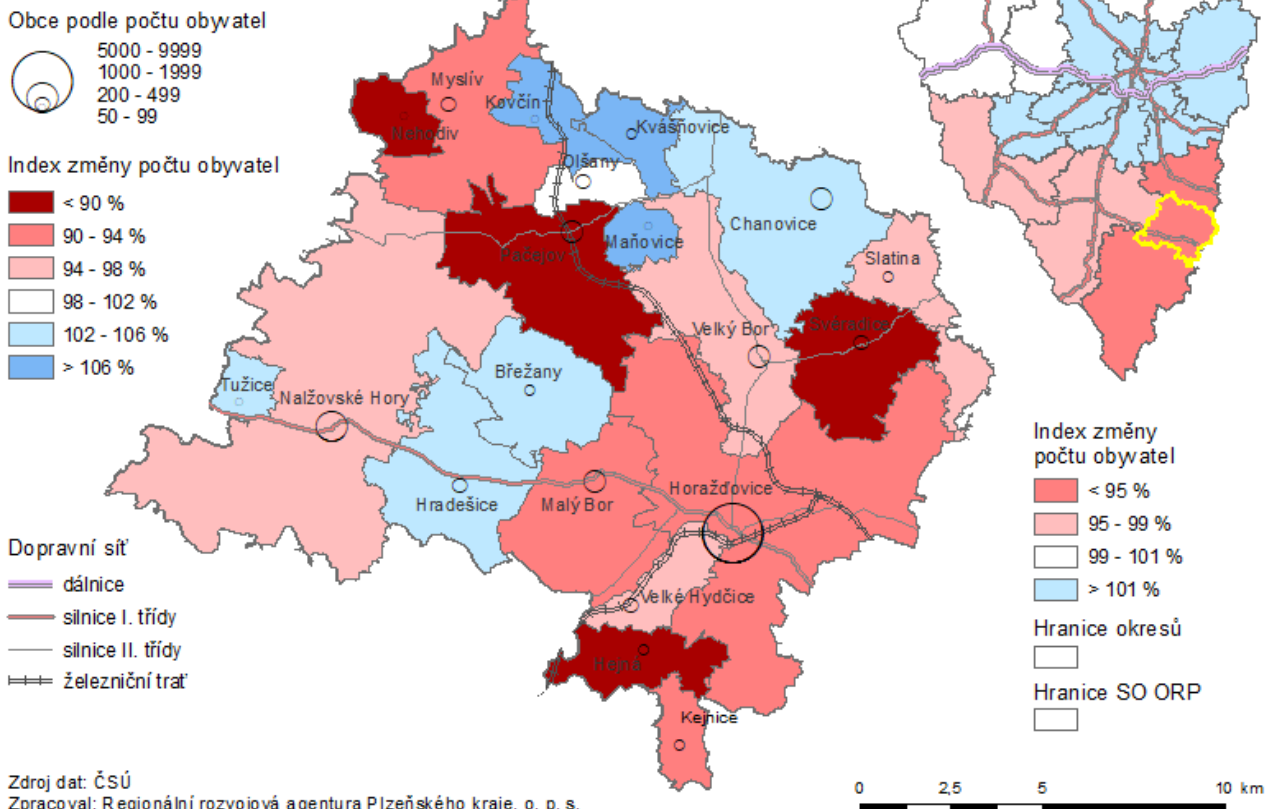 Obce podle počtu obyvatel
5000 - 9999
1000 - 1999
200 - 499
50 - 99
Index změny počtu obyvatel
< 90 %
90 - 94 %
94 - 98 %
98 - 102 %
102 - 106 %
> 106 %
Myslív
Kovčín
Nehodiv
Kvášňovice
Olšany
Chanovice
Maňovice
Pačejov
Slatina
Velký Bor
Svéradice
Břežany
Tužice
Nalžovské Hory
Hradešice
Malý Bor
Horažďovice
Velké Hydčice
Hejná
Kejnice
Dopravní síť
dálnice
silnice I. třídy
silnice II. třídy
železniční trať
Index změny
počtu obyvatel
< 95 %
95 - 99 %
99 - 101 %
> 101 %
Hranice okresů
Hranice SO ORP
Zdroj dat: ČSÚ
Zpracoval: Regionální rozvojová agentura Plzeňského kraje, o. p. s.
0 2,5 5 10 km